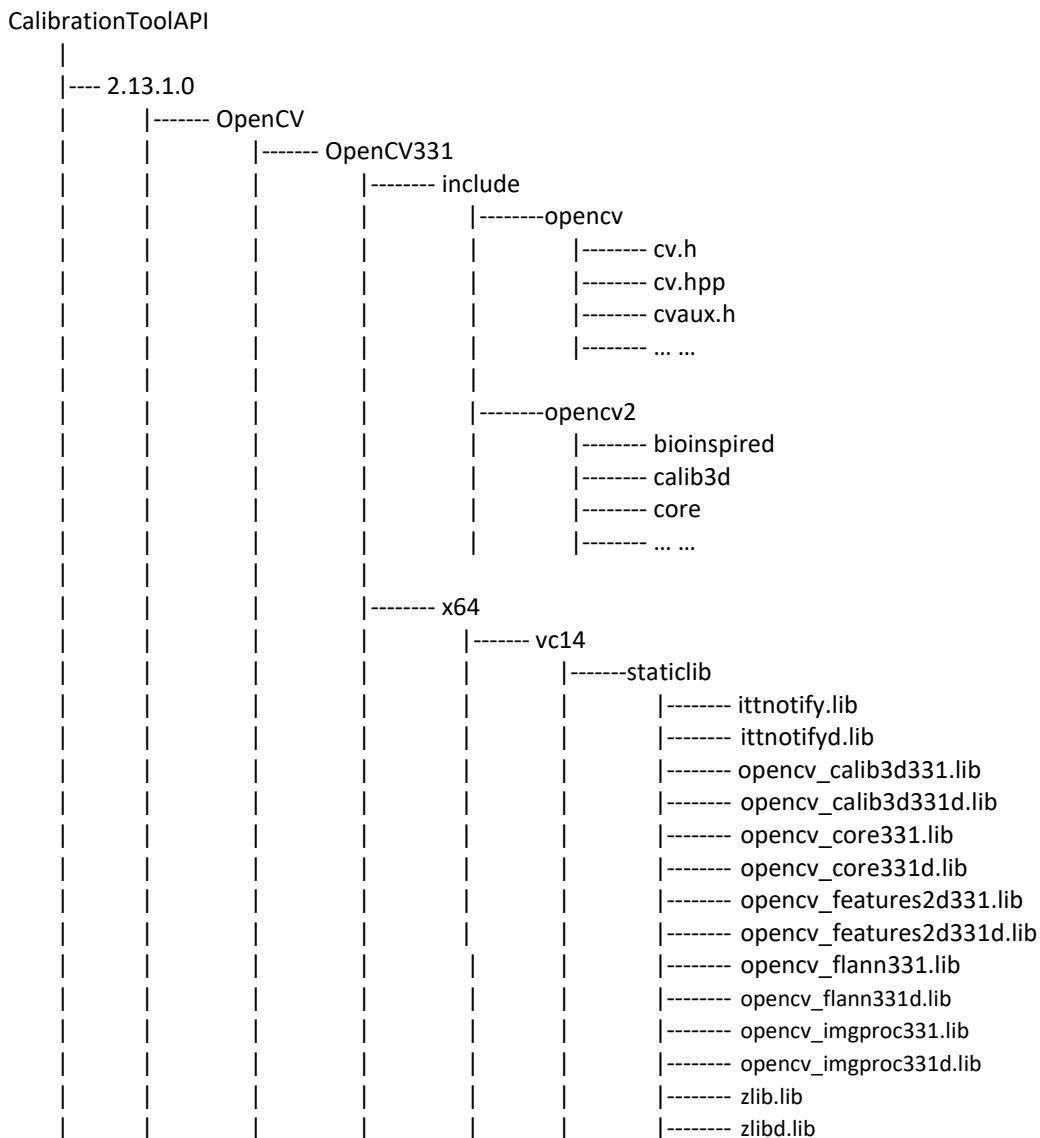 CalibrationToolAPI
|
|---- 2.13.1.0
| |------- OpenCV
| | |------- OpenCV331
| | | |-------- include
| | | | |--------opencv
| | | | | |-------- cv.h
| | | | | |-------- cv.hpp
| | | | | |-------- cvaux.h
| | | | | |-------- ... ...
| | | | |
| | | | |--------opencv2
| | | | | |-------- bioinspired
| | | | | |-------- calib3d
| | | | | |-------- core
| | | | | |-------- ... ...
| | | |
| | | |-------- x64
| | | | |------- vc14
| | | | | |-------staticlib
| | | | | | |-------- ittnotify.lib
| | | | | | |-------- ittnotifyd.lib
| | | | | | |-------- opencv_calib3d331.lib
| | | | | | |-------- opencv_calib3d331d.lib
| | | | | | |-------- opencv_core331.lib
| | | | | | |-------- opencv_core331d.lib
| | | | | | |-------- opencv_features2d331.lib
| | | | | | |-------- opencv_features2d331d.lib
| | | | | | |-------- opencv_flann331.lib
| | | | | | |-------- opencv_flann331d.lib
| | | | | | |-------- opencv_imgproc331.lib
| | | | | | |-------- opencv_imgproc331d.lib
| | | | | | |-------- zlib.lib
| | | | | | |-------- zlibd.lib